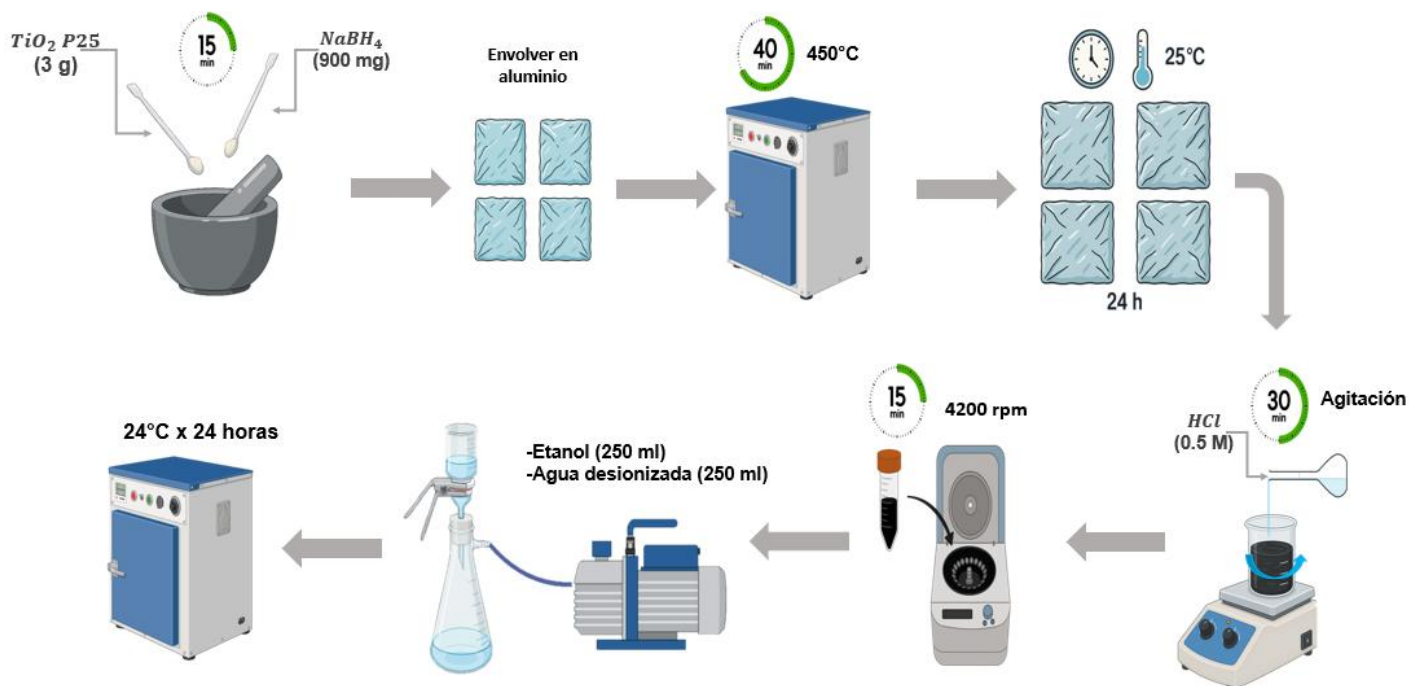 TiO2 P25
(3 g)
15
min
NaBH4
(900 mg)
Envolver en
aluminio
40
min
450°C
25°C
24 h
30
min
Agitación
HCl
(0.5 M)
15
min
4200 rpm
-Etanol (250 ml)
-Agua desionizada (250 ml)
24°C x 24 horas